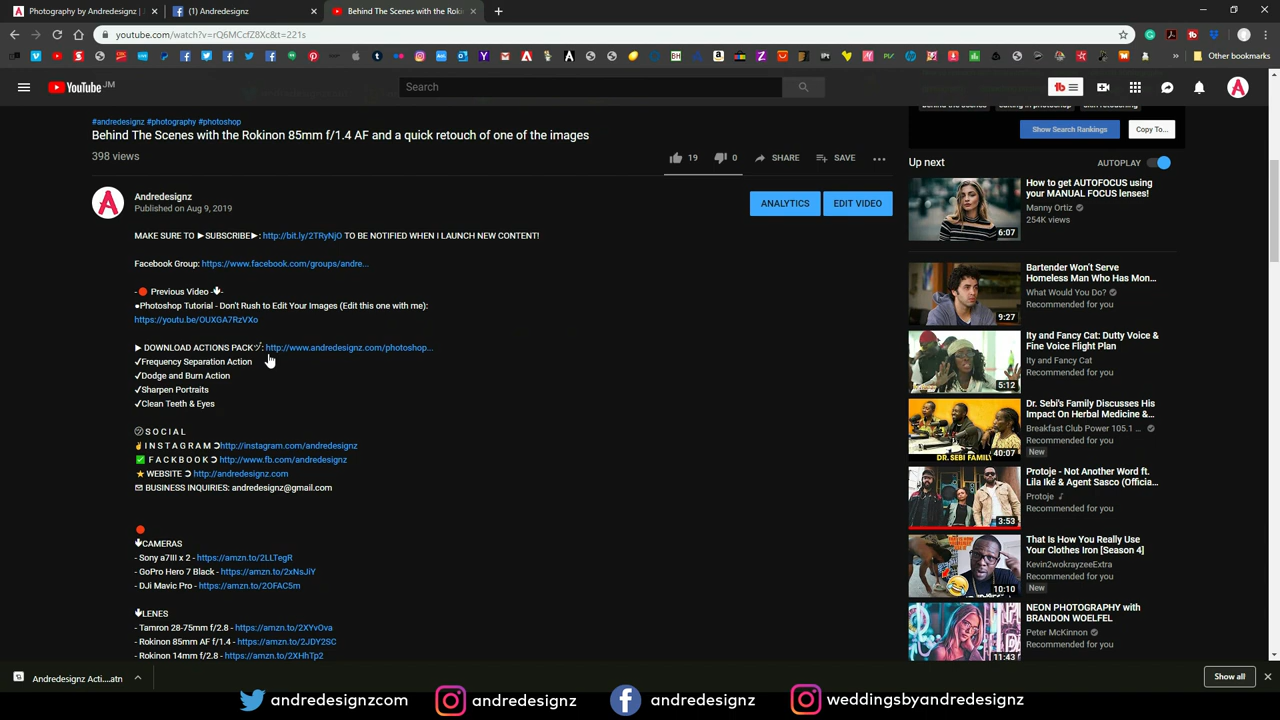 Photography by Andredesignz | J
(1) Andredesignz
Behind The Scenes with the Roki
youtube.com/watch?v=rQ6MCcfZ8Xc&t=221s
Other bookmarks
YouTube JM
Search
#andredesignz #photography #photoshop
Behind The Scenes with the Rokinon 85mm f/1.4 AF and a quick retouch of one of the images
398 views
19
0
SHARE
SAVE
Andredesignz
Published on Aug 9, 2019
ANALYTICS
EDIT VIDEO
MAKE SURE TO ►SUBSCRIBE►: http://bit.ly/2TRyNjO TO BE NOTIFIED WHEN I LAUNCH NEW CONTENT!
Facebook Group: https://www.facebook.com/groups/andre...
-🔴 Previous Video -
●Photoshop Tutorial - Don't Rush to Edit Your Images (Edit this one with me):
https://youtu.be/OUXGA7RzVXo
► DOWNLOAD ACTIONS PACK : http://www.andredesignz.com/photoshop...
✓Frequency Separation Action
✓Dodge and Burn Action
✓Sharpen Portraits
✓Clean Teeth & Eyes
S O C I A L
I N S T A G R A M ➲http://instagram.com/andredesignz
✅ F A C K B O O K ➲ http://www.fb.com/andredesignz
★ WEBSITE ➲ http://andredesignz.com
✉ BUSINESS INQUIRIES: andredesignz@gmail.com
CAMERAS
- Sony a7III x 2 - https://amzn.to/2LLTegR
- GoPro Hero 7 Black - https://amzn.to/2xNsJiY
- DJi Mavic Pro - https://amzn.to/2OFAC5m
LENES
- Tamron 28-75mm f/2.8 - https://amzn.to/2XYvOva
- Rokinon 85mm AF f/1.4 - https://amzn.to/2JDY2SC
- Rokinon 14mm f/2.8 - https://amzn.to/2XHhTp2
behind the scenes
editing in photoshop
skin retouching
Show Search Rankings
Copy To...
Up next
AUTOPLAY
How to get AUTOFOCUS using
your MANUAL FOCUS lenses!
Manny Ortiz
254K views
6:07
Bartender Won't Serve
Homeless Man Who Has Mon...
What Would You Do?
Recommended for you
9:27
Ity and Fancy Cat: Dutty Voice &
Fine Voice Flight Plan
Ity and Fancy Cat
Recommended for you
5:12
Dr. Sebi's Family Discusses His
Impact On Herbal Medicine &...
Breakfast Club Power 105.1 ...
Recommended for you
New
DR. SEBI FAMILY
40:07
Protoje - Not Another Word ft.
Lila Iké & Agent Sasco (Officia...
Protoje
Recommended for you
3:53
That Is How You Really Use
Your Clothes Iron [Season 4]
Kevin2wokrayzeeExtra
Recommended for you
New
10:10
NEON PHOTOGRAPHY with
BRANDON WOELFEL
Peter McKinnon
Recommended for you
11:43
Andredesignz Acti....atn
Show all
andredesignzcom
andredesignz
andredesignz
weddingsbyandredesignz